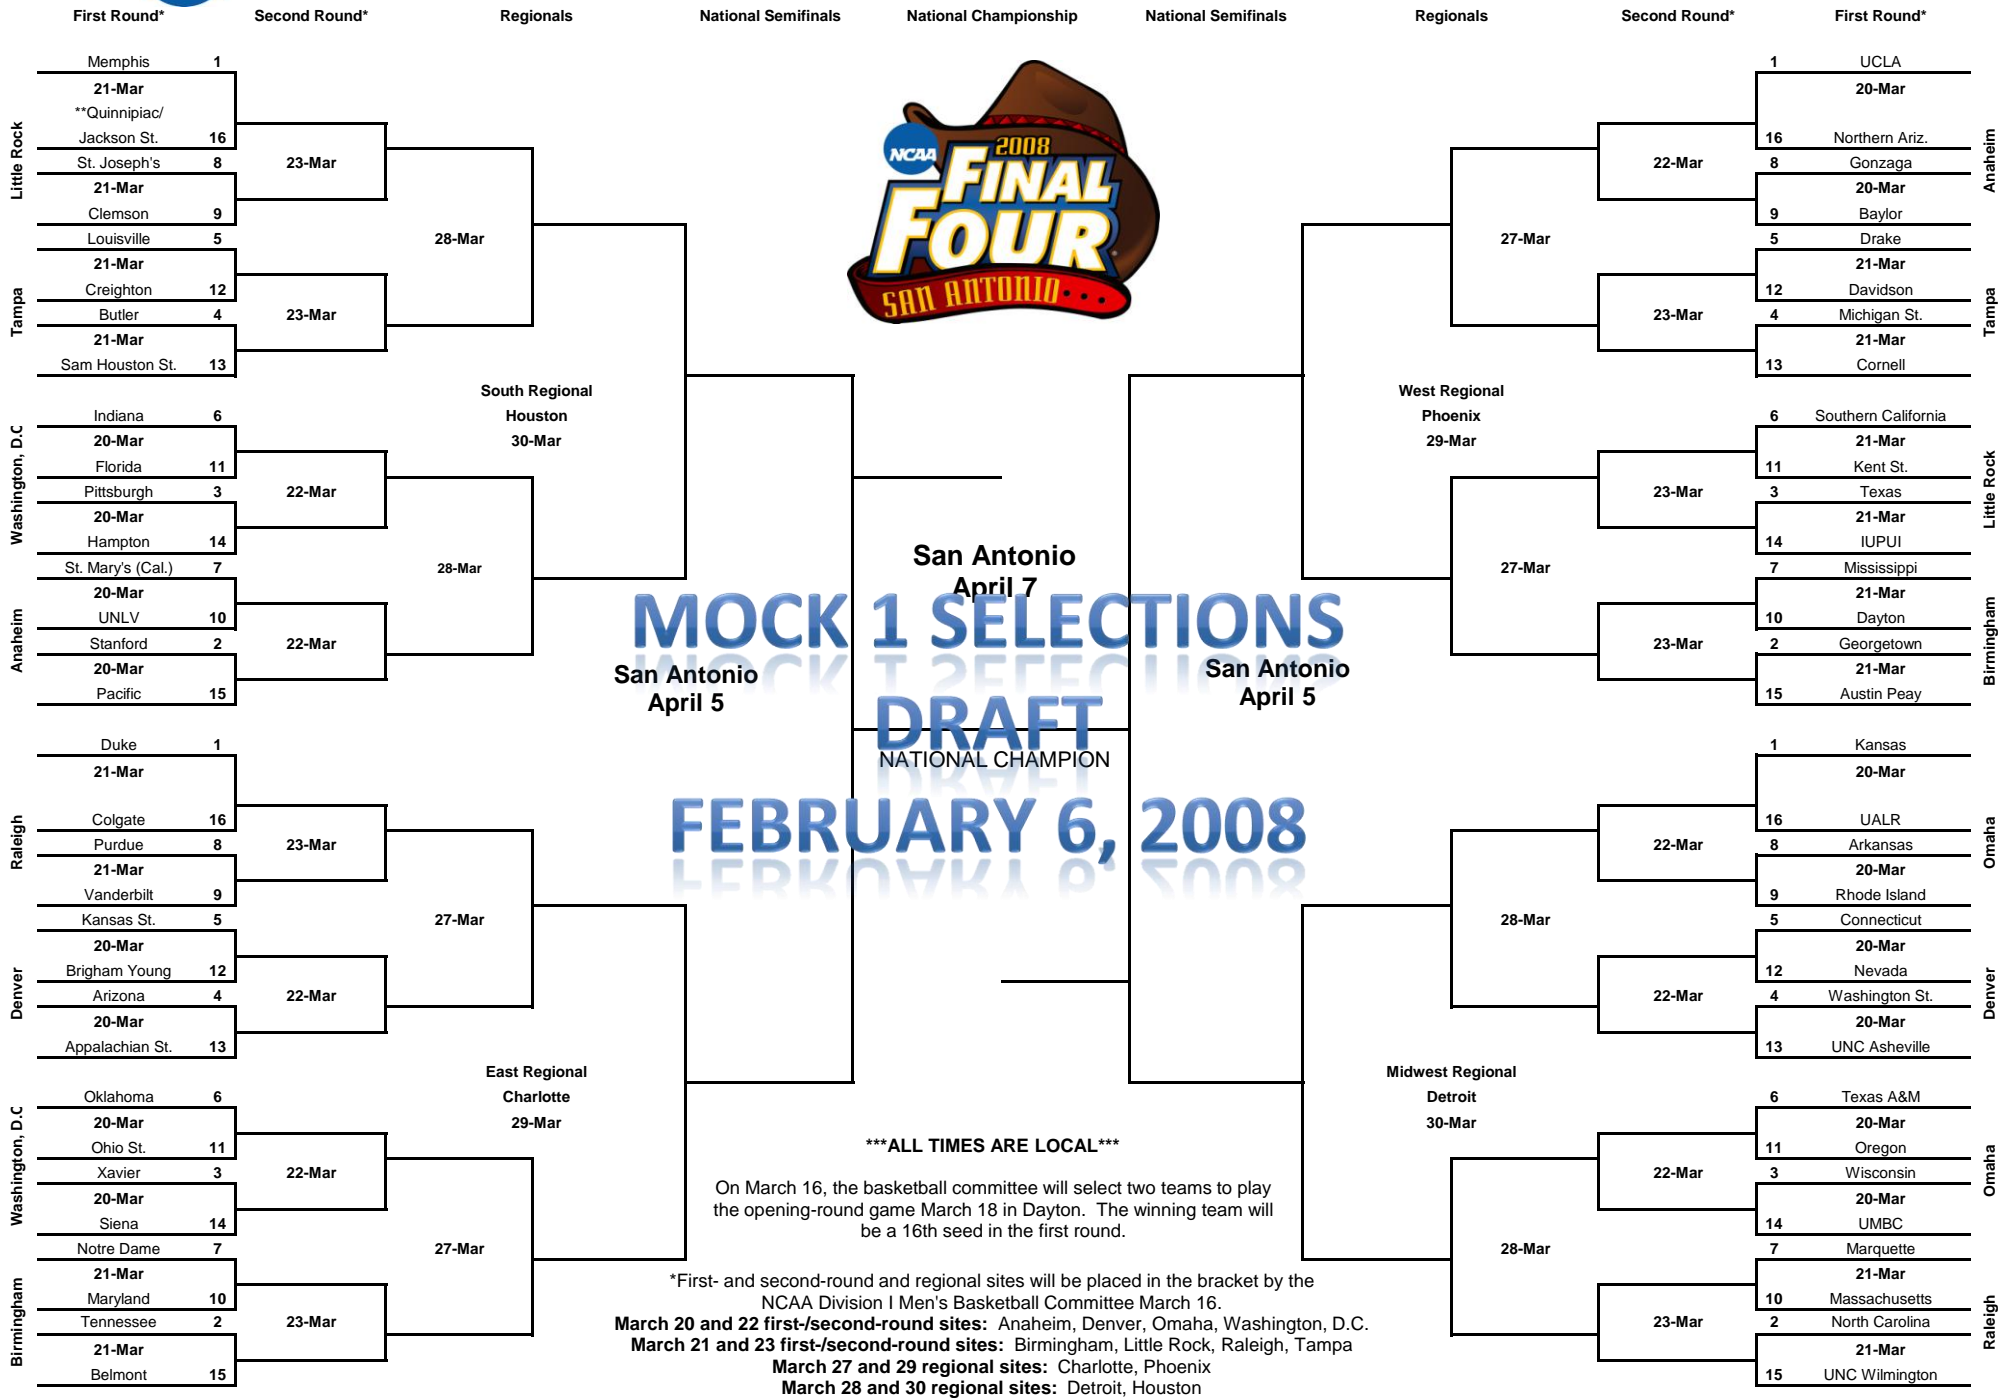 First Round* Second Round* Regionals National Semifinals National Championship National Semifinals Regionals Second Round* First Round*
Little Rock
Memphis 1
21-Mar
**Quinnipiac/
Jackson St. 16
St. Joseph's 8
21-Mar
Clemson 9
23-Mar
Tampa
Louisville 5
21-Mar
Creighton 12
Butler 4
21-Mar
Sam Houston St. 13
23-Mar
28-Mar
South Regional
Houston
30-Mar
Washington, D.C
Indiana 6
20-Mar
Florida 11
Pittsburgh 3
20-Mar
Hampton 14
22-Mar
Anaheim
St. Mary's (Cal.) 7
20-Mar
UNLV 10
Stanford 2
20-Mar
Pacific 15
22-Mar
28-Mar
Raleigh
Duke 1
21-Mar
Colgate 16
Purdue 8
21-Mar
Vanderbilt 9
23-Mar
Denver
Kansas St. 5
20-Mar
Brigham Young 12
Arizona 4
20-Mar
Appalachian St. 13
22-Mar
27-Mar
East Regional
Charlotte
29-Mar
Washington, D.C
Oklahoma 6
20-Mar
Ohio St. 11
Xavier 3
20-Mar
Siena 14
22-Mar
Birmingham
Notre Dame 7
21-Mar
Maryland 10
Tennessee 2
21-Mar
Belmont 15
23-Mar
27-Mar
NCAA
2008
FINAL
FOUR
SAN ANTONIO...
San Antonio
April 7
MOCK 1 SELECTIONS
San Antonio
April 5
San Antonio
April 5
DRAFT
NATIONAL CHAMPION
FEBRUARY 6, 2008
***ALL TIMES ARE LOCAL***
On March 16, the basketball committee will select two teams to play
the opening-round game March 18 in Dayton. The winning team will
be a 16th seed in the first round.
*First- and second-round and regional sites will be placed in the bracket by the
NCAA Division I Men's Basketball Committee March 16.
March 20 and 22 first-/second-round sites: Anaheim, Denver, Omaha, Washington, D.C.
March 21 and 23 first-/second-round sites: Birmingham, Little Rock, Raleigh, Tampa
March 27 and 29 regional sites: Charlotte, Phoenix
March 28 and 30 regional sites: Detroit, Houston
Anaheim
1 UCLA
20-Mar
16 Northern Ariz.
8 Gonzaga
20-Mar
9 Baylor
22-Mar
Tampa
5 Drake
21-Mar
12 Davidson
4 Michigan St.
21-Mar
13 Cornell
23-Mar
27-Mar
West Regional
Phoenix
29-Mar
Little Rock
6 Southern California
21-Mar
11 Kent St.
3 Texas
21-Mar
14 IUPUI
23-Mar
Birmingham
7 Mississippi
21-Mar
10 Dayton
2 Georgetown
21-Mar
15 Austin Peay
23-Mar
27-Mar
Omaha
1 Kansas
20-Mar
16 UALR
8 Arkansas
20-Mar
9 Rhode Island
22-Mar
Denver
5 Connecticut
20-Mar
12 Nevada
4 Washington St.
20-Mar
13 UNC Asheville
22-Mar
28-Mar
Midwest Regional
Detroit
30-Mar
Omaha
6 Texas A&M
20-Mar
11 Oregon
3 Wisconsin
20-Mar
14 UMBC
22-Mar
Raleigh
7 Marquette
21-Mar
10 Massachusetts
2 North Carolina
21-Mar
15 UNC Wilmington
23-Mar
28-Mar